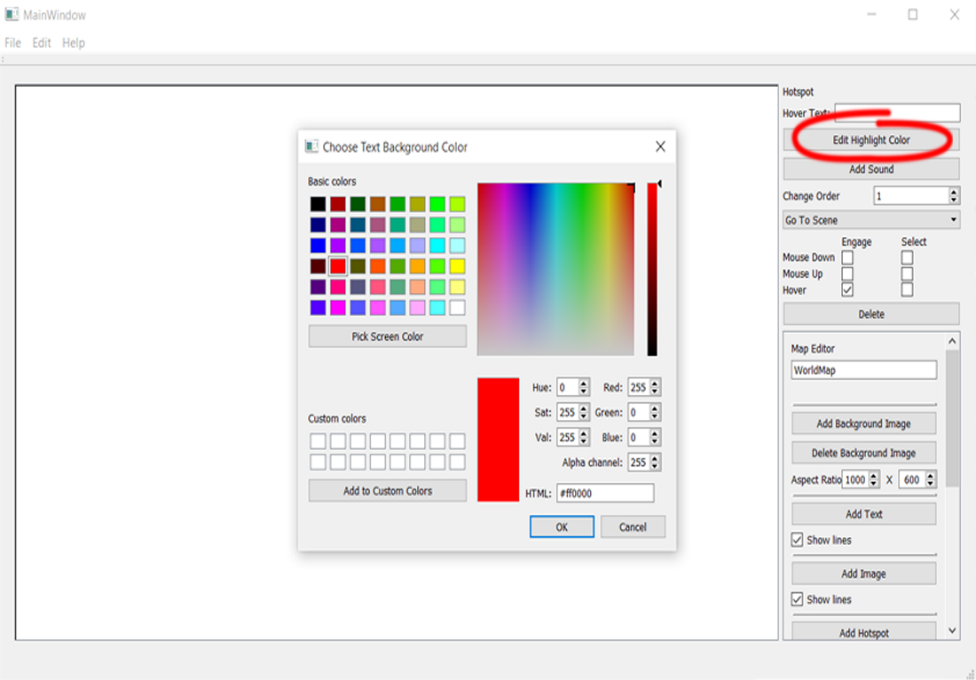 MainWindow
File Edit Help
Hotspot
Hover Text:
Edit Highlight Color
Add Sound
Change Order 1
Go To Scene
Engage Select
Mouse Down
Mouse Up
Hover
Delete
Map Editor
WorldMap
Add Background Image
Delete Background Image
Aspect Ratio 1000 X 600
Add Text
Show lines
Add Image
Show lines
Add Hotspot
Choose Text Background Color
Basic colors
Pick Screen Color
Custom colors
Add to Custom Colors
Hue: 0 Red: 255
Sat: 255 Green: 0
Val: 255 Blue: 0
Alpha channel: 255
HTML: #ff0000
OK Cancel